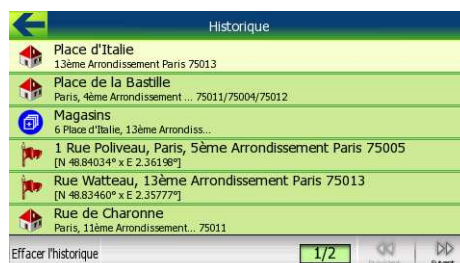 Historique
Place d'Italie
13ème Arrondissement Paris 75013
Place de la Bastille
Paris, 4ème Arrondissement ... 75011/75004/75012
Magasins
6 Place d'Italie, 13ème Arrondiss...
1 Rue Poliveau, Paris, 5ème Arrondissement Paris 75005
[N 48.84034° x E 2.36198°]
Rue Watteau, 13ème Arrondissement Paris 75013
[N 48.83460° x E 2.35777°]
Rue de Charonne
Paris, 11ème Arrondissement... 75011
Effacer l'historique 1/2